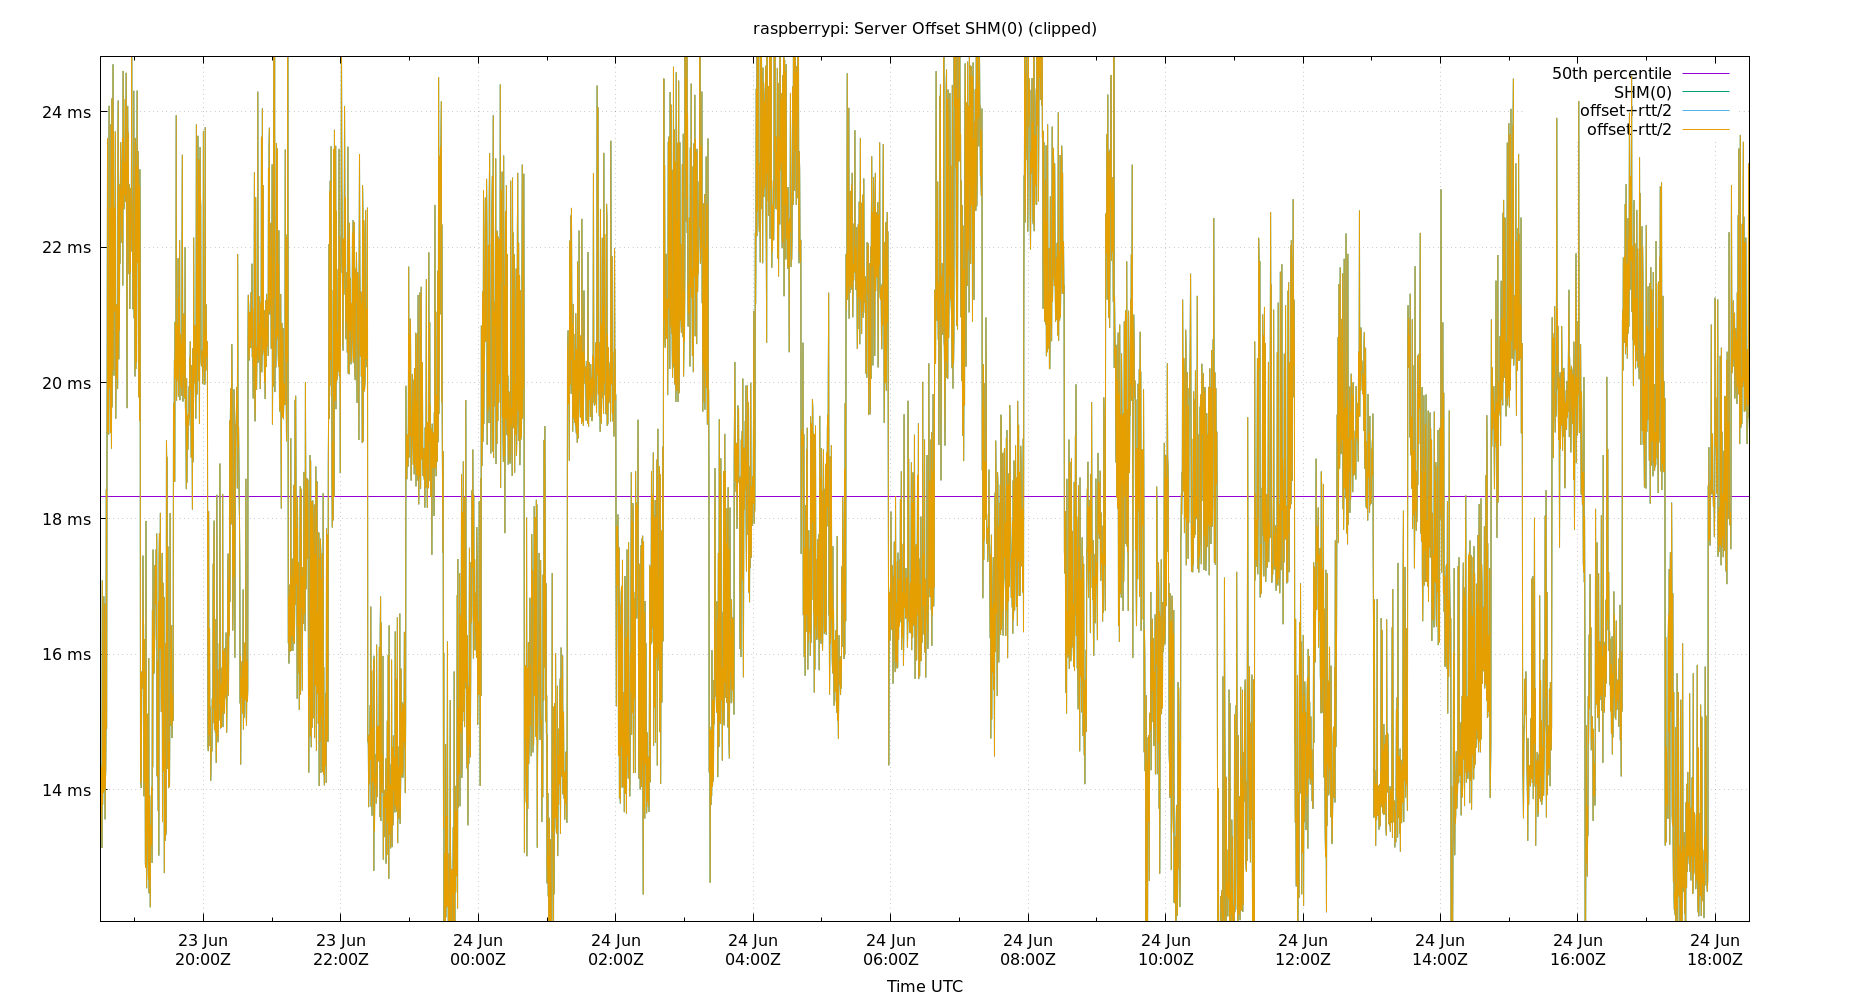 raspberrypi: Server Offset SHM(0) (clipped)
50th percentile
SHM(0)
offset+rtt/2
offset-rtt/2
24 ms
22 ms
20 ms
18 ms
16 ms
14 ms
23 Jun 20:00Z
23 Jun 22:00Z
24 Jun 00:00Z
24 Jun 02:00Z
24 Jun 04:00Z
24 Jun 06:00Z
24 Jun 08:00Z
24 Jun 10:00Z
24 Jun 12:00Z
24 Jun 14:00Z
24 Jun 16:00Z
24 Jun 18:00Z
Time UTC